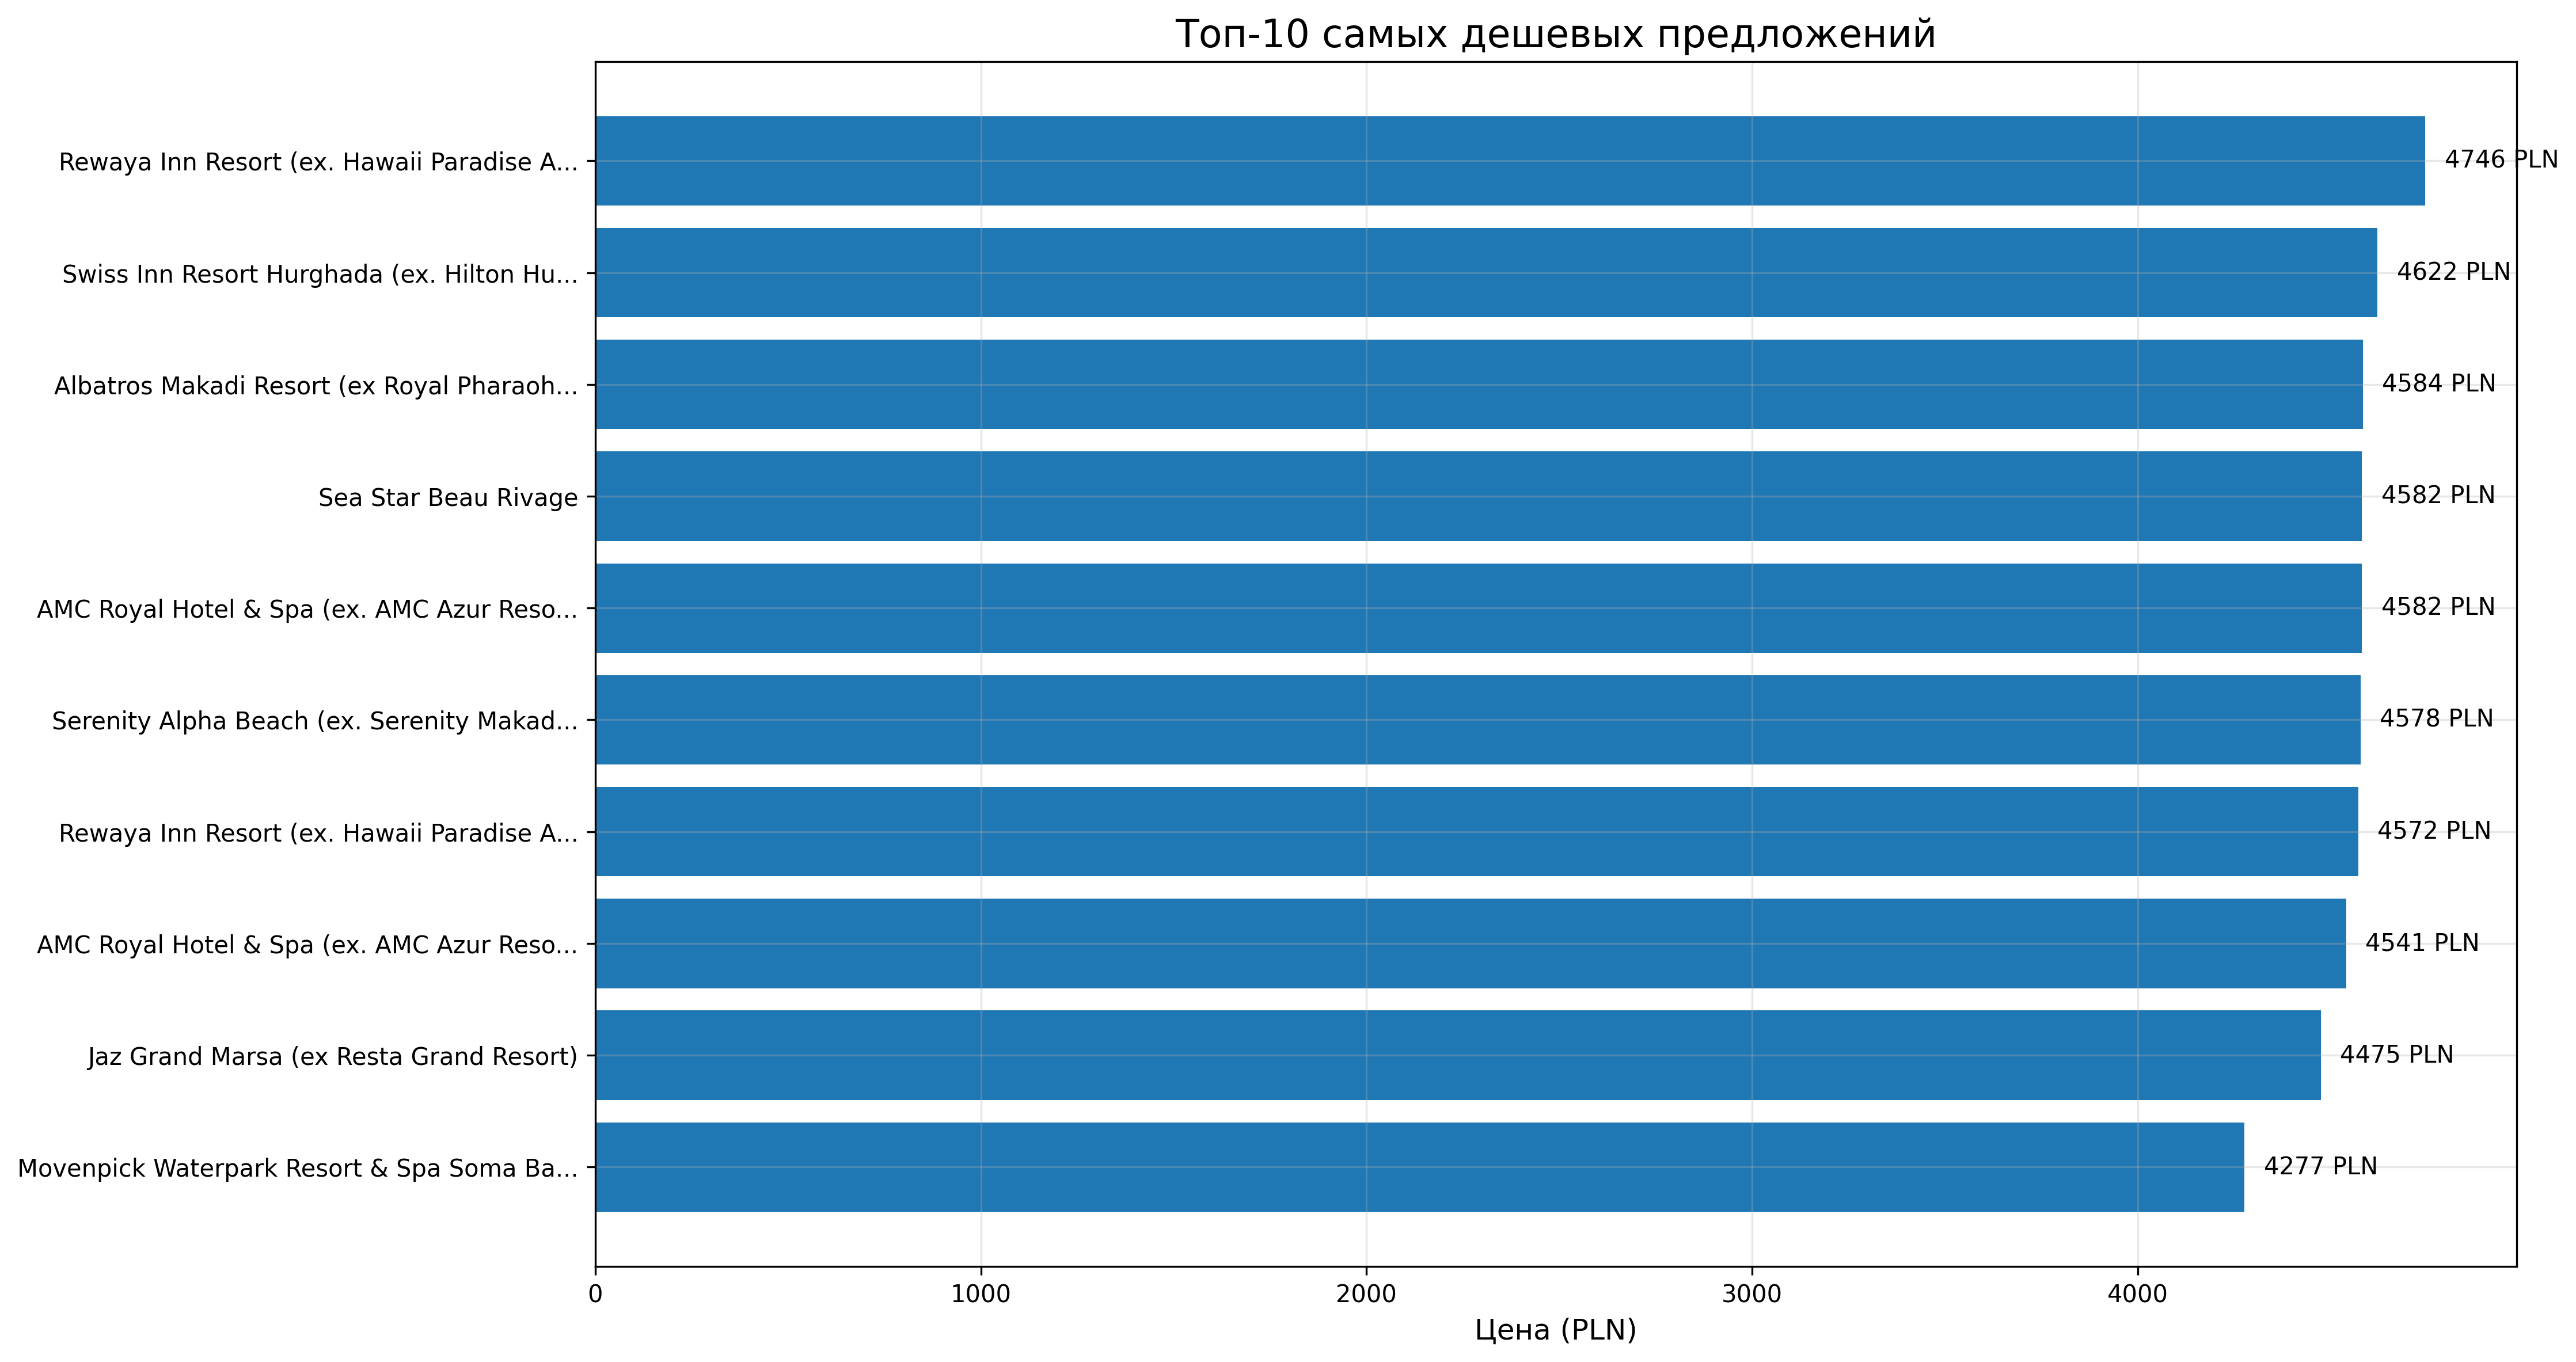 Топ-10 самых дешевых предложений
Rewaya Inn Resort (ex. Hawaii Paradise A... 4746 PLN
Swiss Inn Resort Hurghada (ex. Hilton Hu... 4622 PLN
Albatros Makadi Resort (ex Royal Pharaoh... 4584 PLN
Sea Star Beau Rivage 4582 PLN
AMC Royal Hotel & Spa (ex. AMC Azur Reso... 4582 PLN
Serenity Alpha Beach (ex. Serenity Makad... 4578 PLN
Rewaya Inn Resort (ex. Hawaii Paradise A... 4572 PLN
AMC Royal Hotel & Spa (ex. AMC Azur Reso... 4541 PLN
Jaz Grand Marsa (ex Resta Grand Resort) 4475 PLN
Movenpick Waterpark Resort & Spa Soma Ba... 4277 PLN
0 1000 2000 3000 4000
Цена (PLN)